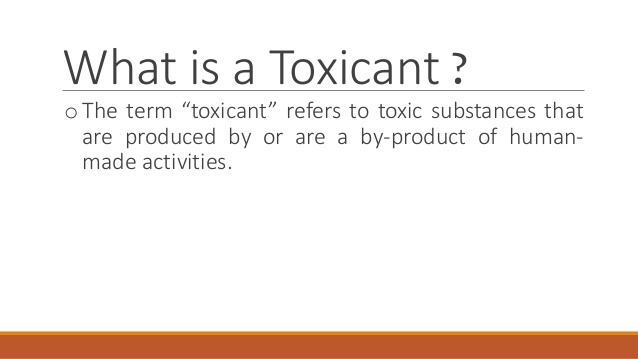 What is a Toxicant ?
o The term “toxicant” refers to toxic substances that
are produced by or are a by-product of human-
made activities.